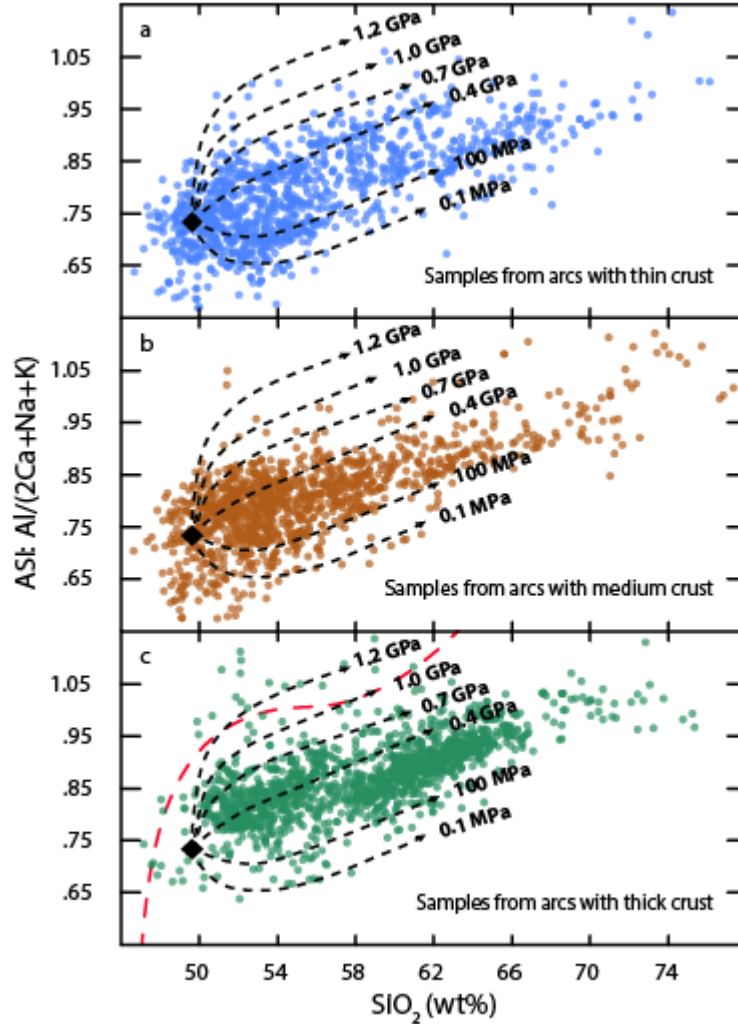 a
1.2 GPa
1.0 GPa
0.7 GPa
0.4 GPa
100 MPa
0.1 MPa
1.05
.95
.85
.75
.65
Samples from arcs with thin crust
b
1.2 GPa
1.0 GPa
0.7 GPa
0.4 GPa
100 MPa
0.1 MPa
1.05
.95
.85
.75
.65
Samples from arcs with medium crust
ASI: Al/(2Ca+Na+K)
c
1.2 GPa
1.0 GPa
0.7 GPa
0.4 GPa
100 MPa
0.1 MPa
1.05
.95
.85
.75
.65
Samples from arcs with thick crust
50 54 58 62 66 70 74
SIO2 (wt%)